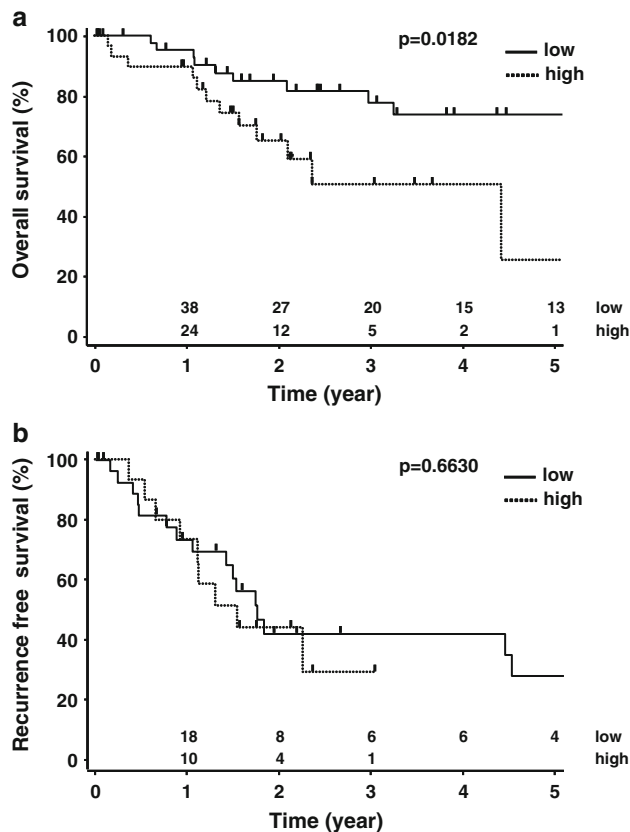 a
p=0.0182
low
high
Overall survival (%)
100
80
60
40
20
0
38 27 20 15 13 low
24 12 5 2 1 high
0 1 2 3 4 5
Time (year)
b
p=0.6630
low
high
Recurrence free survival (%)
100
80
60
40
20
0
18 8 6 6 4 low
10 4 1 high
0 1 2 3 4 5
Time (year)